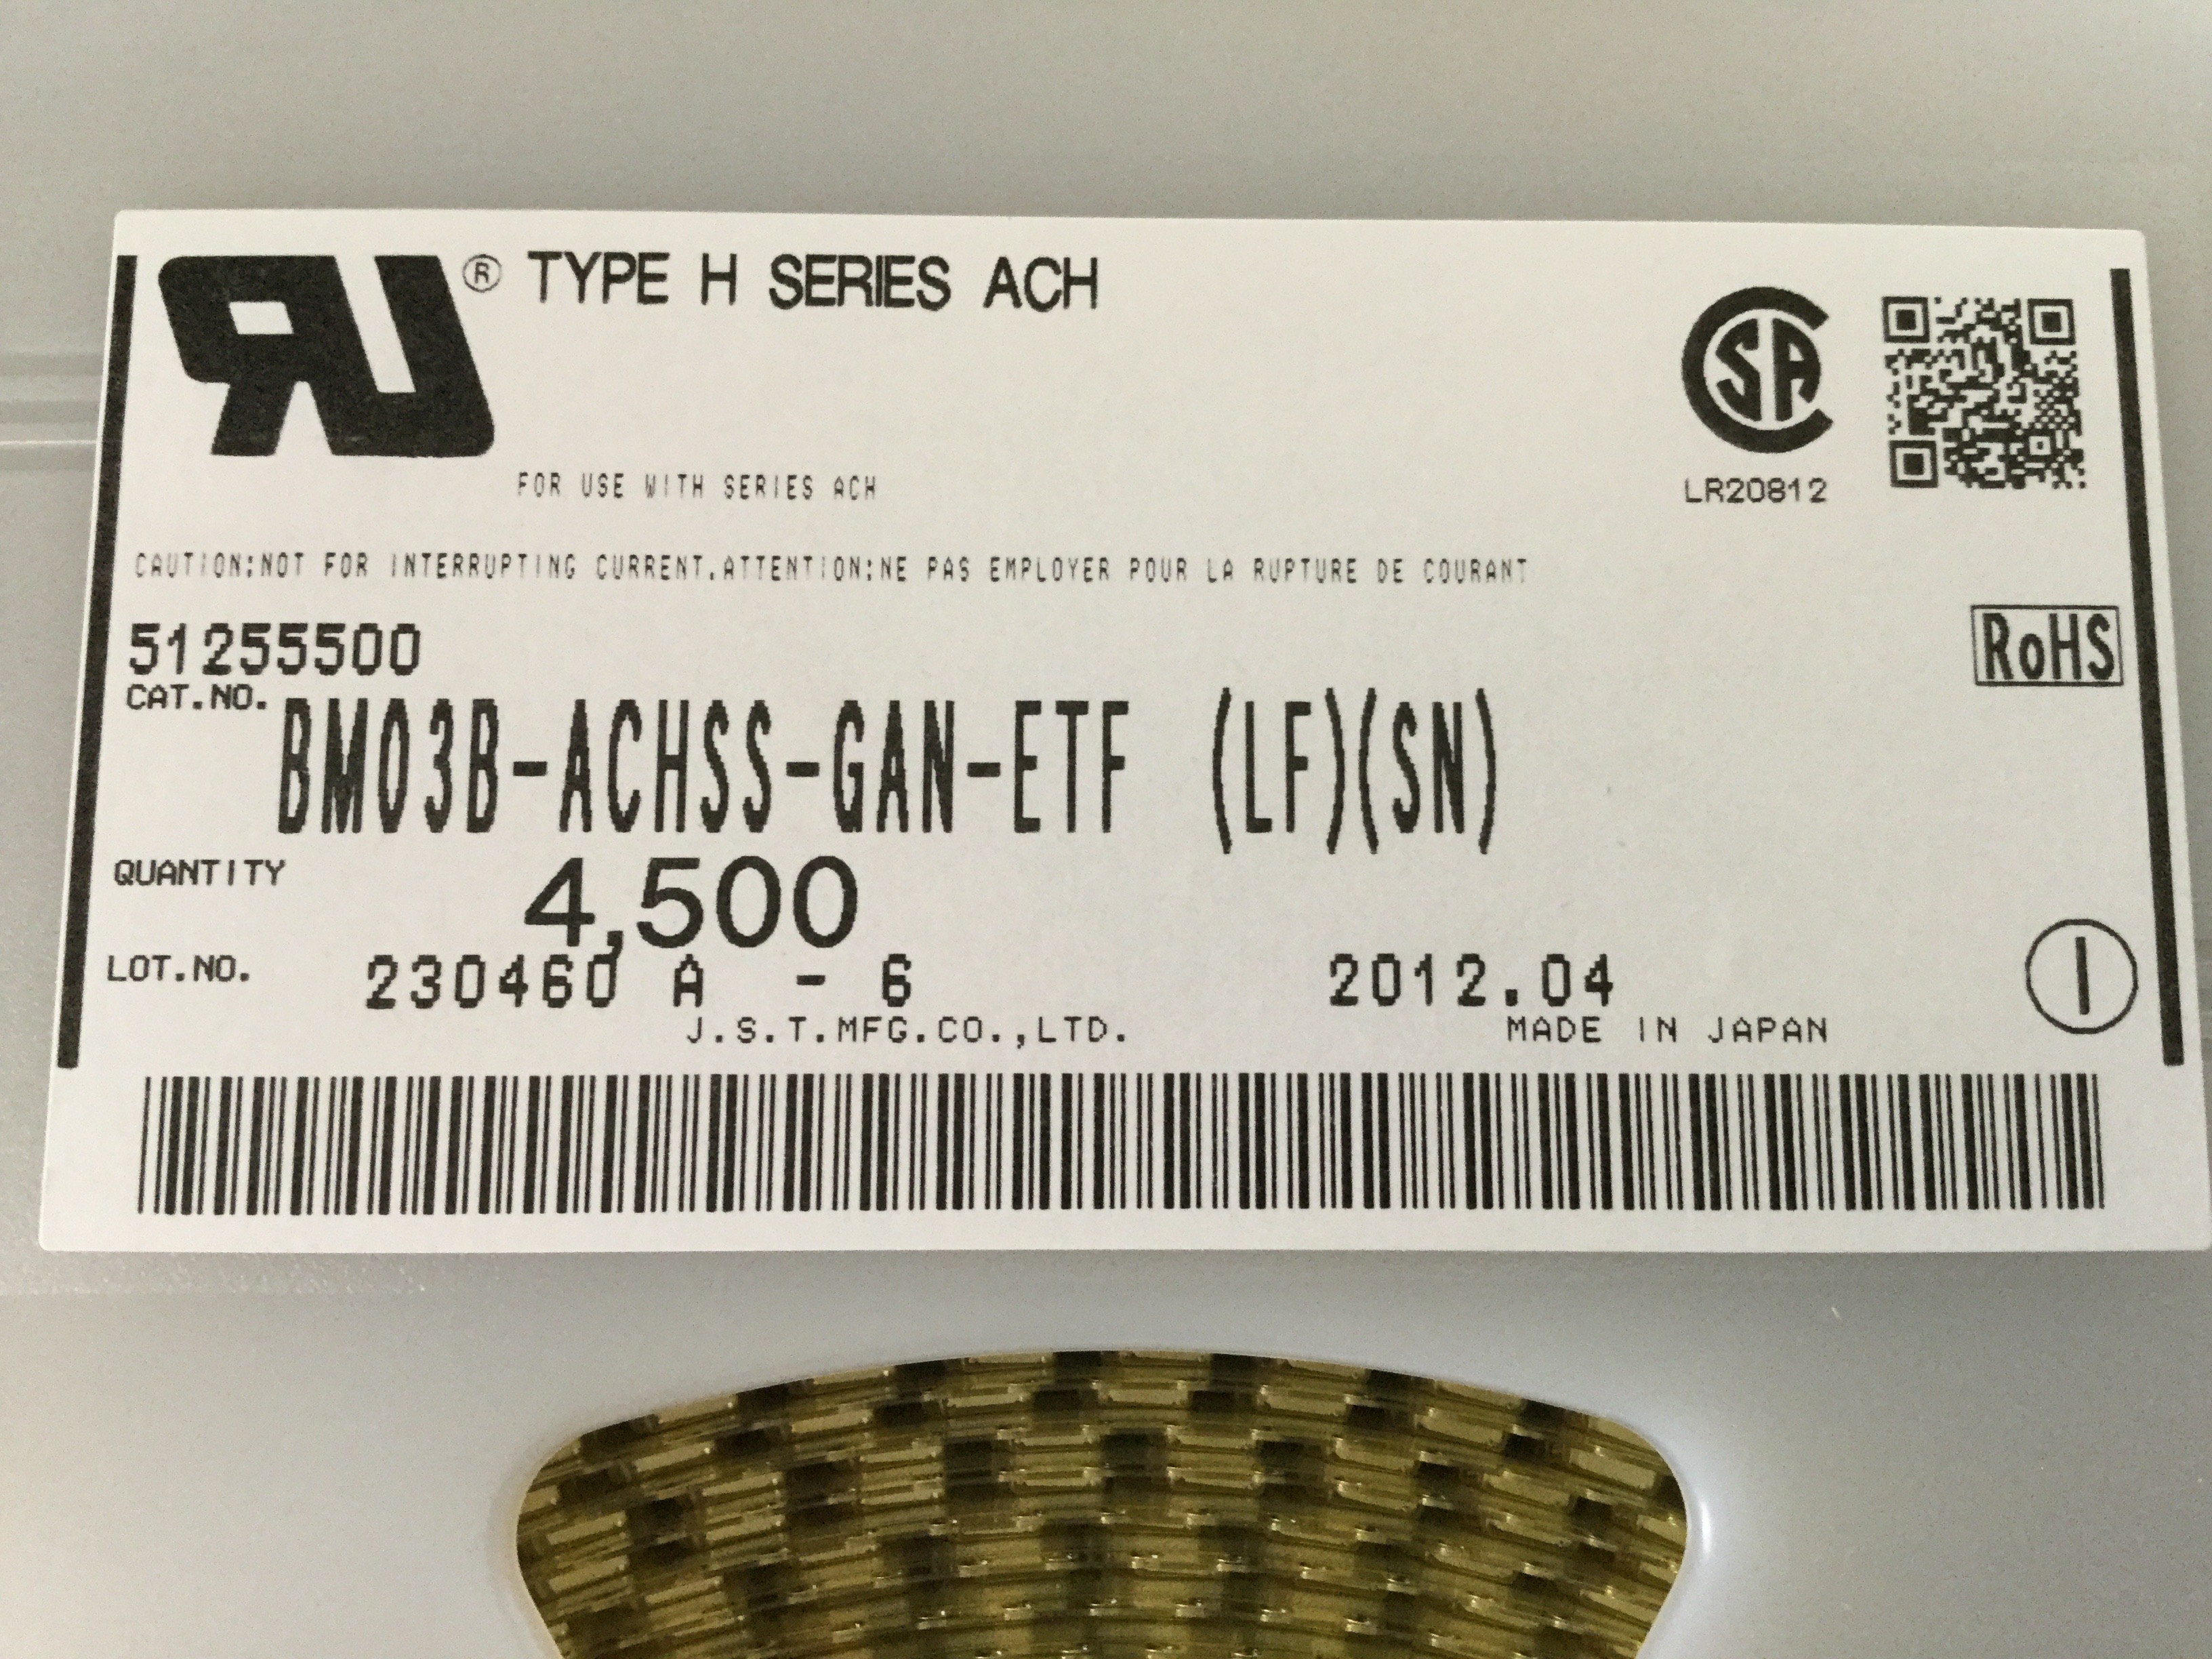 RU® TYPE H SERIES ACH
CSA
FOR USE WITH SERIES ACH
LR20812
CAUTION:NOT FOR INTERRUPTING CURRENT.ATTENTION:NE PAS EMPLOYER POUR LA RUPTURE DE COURANT
51255500
RoHS
CAT.NO. BM03B-ACHSS-GAN-ETF (LF)(SN)
QUANTITY 4,500
LOT.NO. 230460 A - 6 2012.04
J.S.T.MFG.CO.,LTD. MADE IN JAPAN